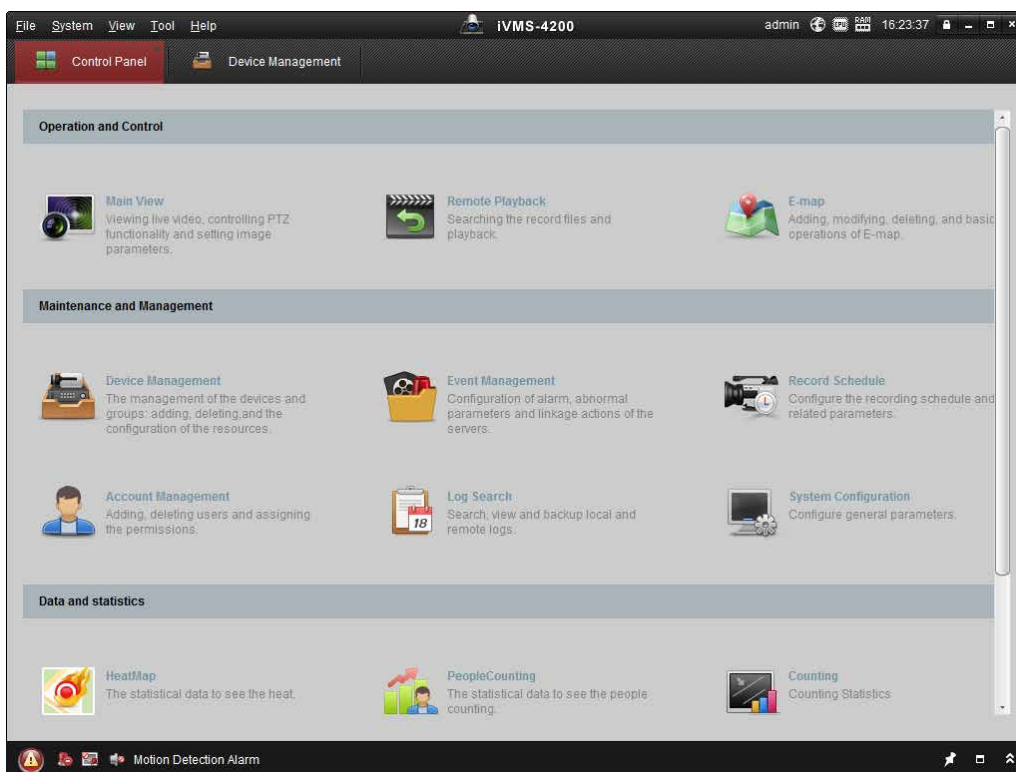 File System View Tool Help iVMS-4200 admin CPU RAM 16:23:37
Control Panel Device Management
Operation and Control
Main View
Viewing live video, controlling PTZ
functionality and setting image
parameters.
Remote Playback
Searching the record files and
playback.
E-map
Adding, modifying, deleting, and basic
operations of E-map.
Maintenance and Management
Device Management
The management of the devices and
groups: adding, deleting,and the
configuration of the resources.
Event Management
Configuration of alarm, abnormal
parameters and linkage actions of the
servers.
Record Schedule
Configure the recording schedule and
related parameters.
Account Management
Adding, deleting users and assigning
the permissions.
18
Log Search
Search, view and backup local and
remote logs.
System Configuration
Configure general parameters.
Data and statistics
HeatMap
The statistical data to see the heat.
PeopleCounting
The statistical data to see the people
counting.
Counting
Counting Statistics
Motion Detection Alarm